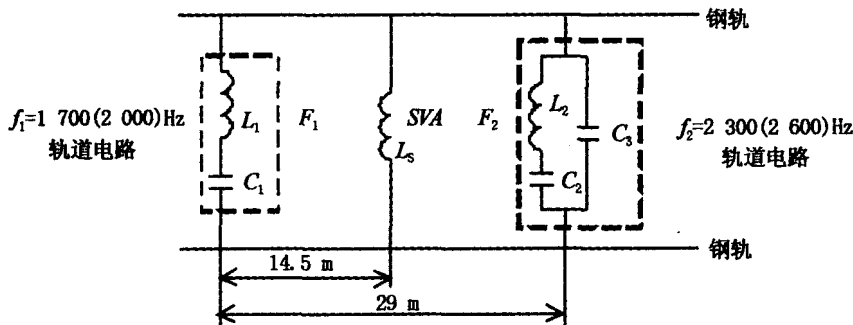 钢轨
f₁=1 700(2 000)Hz
轨道电路
L₁
F₁
C₁
SVA
Lₛ
F₂
L₂
C₂
C₃
f₂=2 300(2 600)Hz
轨道电路
钢轨
14.5 m
29 m